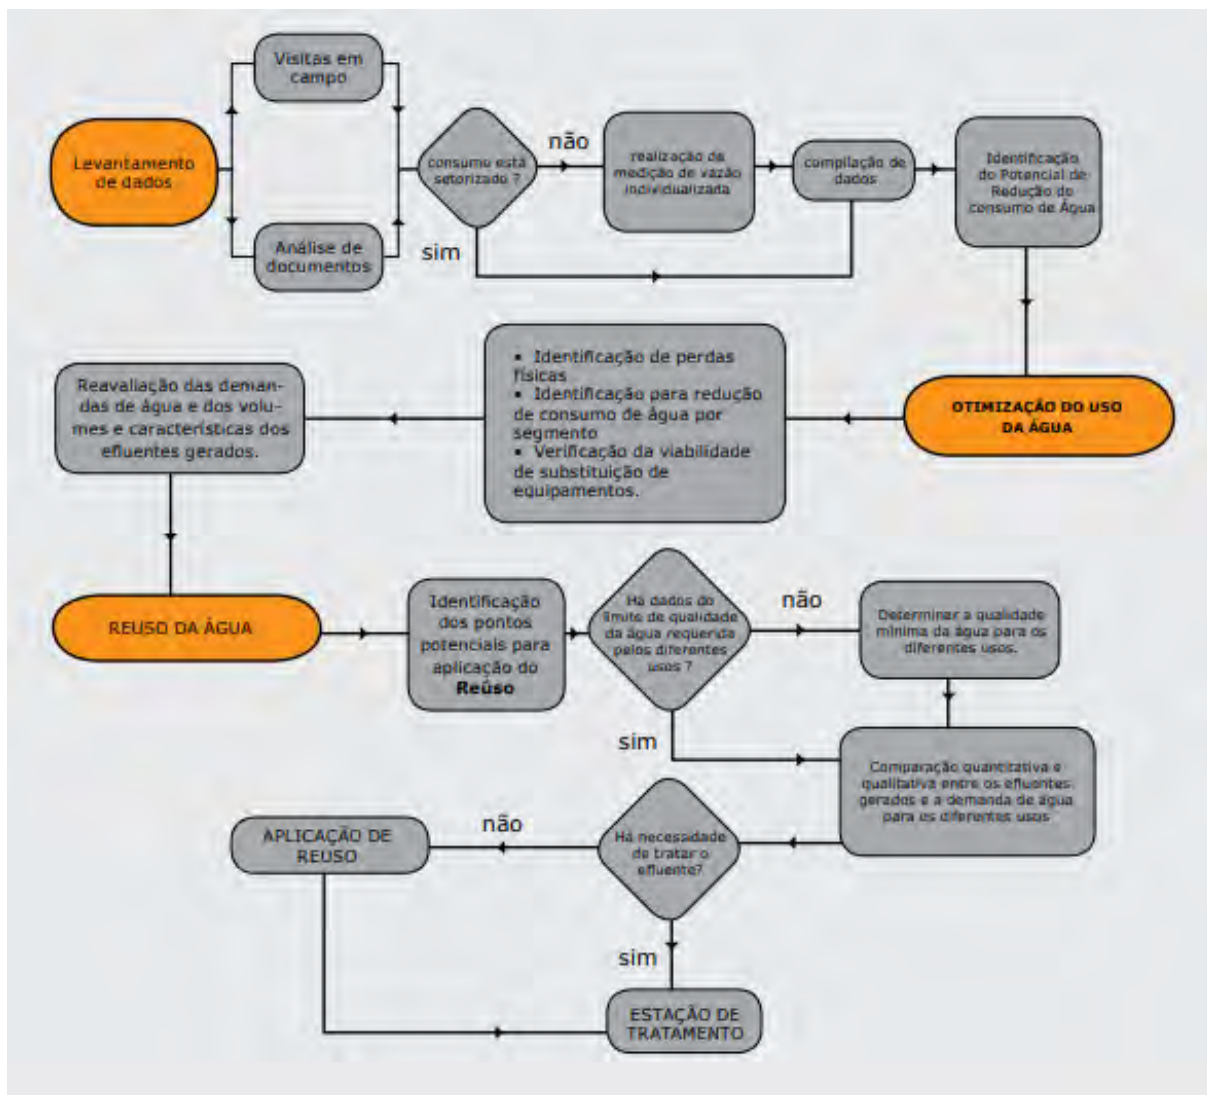 Visitas em
campo
Levantamento
de dados
Análise de
documentos
consumo está
setorizado ?
não
sim
realização da
medição de vazão
individualizada
compilação de
dados
Identificação
do Potencial de
Redução do
consumo de Água
OTIMIZAÇÃO DO USO
DA ÁGUA
▪ Identificação de perdas
físicas
▪ Identificação para redução
de consumo de água por
segmento
▪ Verificação da viabilidade
de substituição de
equipamentos.
Reavaliação das deman-
das de água e dos volu-
mes e características dos
efluentes gerados.
REUSO DA ÁGUA
Identificação
dos pontos
potenciais para
aplicação do
Reúso
Há dados do
limite de qualidade
da água requerida
pelos diferentes
usos ?
não
sim
Determinar a qualidade
mínima da água para os
diferentes usos.
Comparação quantitativa e
qualitativa entre os efluentes
gerados e a demanda de água
para os diferentes usos
Há necessidade
de tratar o
efluente?
não
sim
APLICAÇÃO DE
REUSO
ESTAÇÃO DE
TRATAMENTO